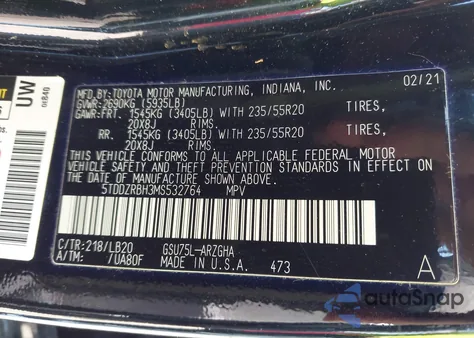 MFD.BY:TOYOTA MOTOR MANUFACTURING, INDIANA, INC. 02/21
GVWR:2690KG (5935LB)
GAWR:FRT. 1545KG (3405LB) WITH 235/55R20 TIRES,
20X8J RIMS,
RR. 1545KG (3405LB) WITH 235/55R20 TIRES,
20X8J RIMS.
THIS VEHICLE CONFORMS TO ALL APPLICABLE FEDERAL MOTOR
VEHICLE SAFETY AND THEFT PREVENTION STANDARDS IN EFFECT
ON THE DATE OF MANUFACTURE SHOWN ABOVE.
5TDDZRBH3MS532764 MPV
C/TR:218/LB20 GSU75L-ARZGHA
A/TM: /UA80F MADE IN U.S.A. 473 A
UW
autoSnap